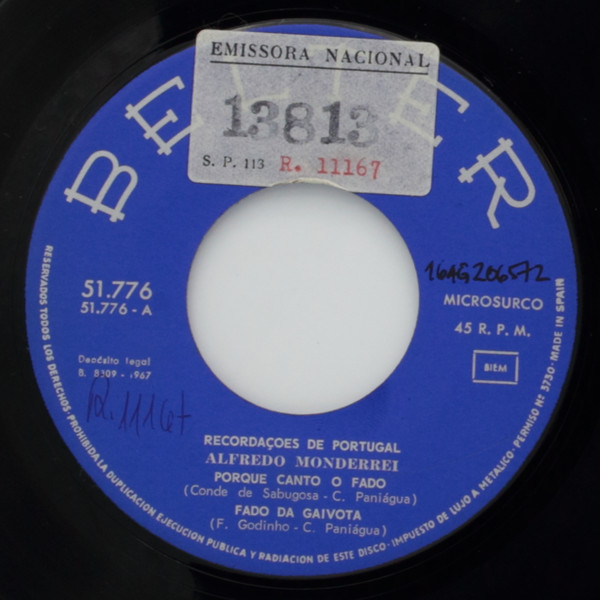 EMISSORA NACIONAL
13813
S. P. 113 R. 11167
BELTER
16AG206572
51.776
51.776 - A
MICROSURCO
45 R. P. M.
Depósito legal
B. 8309 - 1967
BIEM
R.11167
RECORDAÇOES DE PORTUGAL
ALFREDO MONDERREI
PORQUE CANTO O FADO
(Conde de Sabugosa - C. Paniágua)
FADO DA GAIVOTA
(F. Godinho - C. Paniágua)
RESERVADOS TODOS LOS DERECHOS · PROHIBIDA LA DUPLICACION EJECUCION PUBLICA Y RADIACION DE ESTE DISCO · IMPUESTO DE LUJO A METALICO · PERMISO Nº 3730 · MADE IN SPAIN